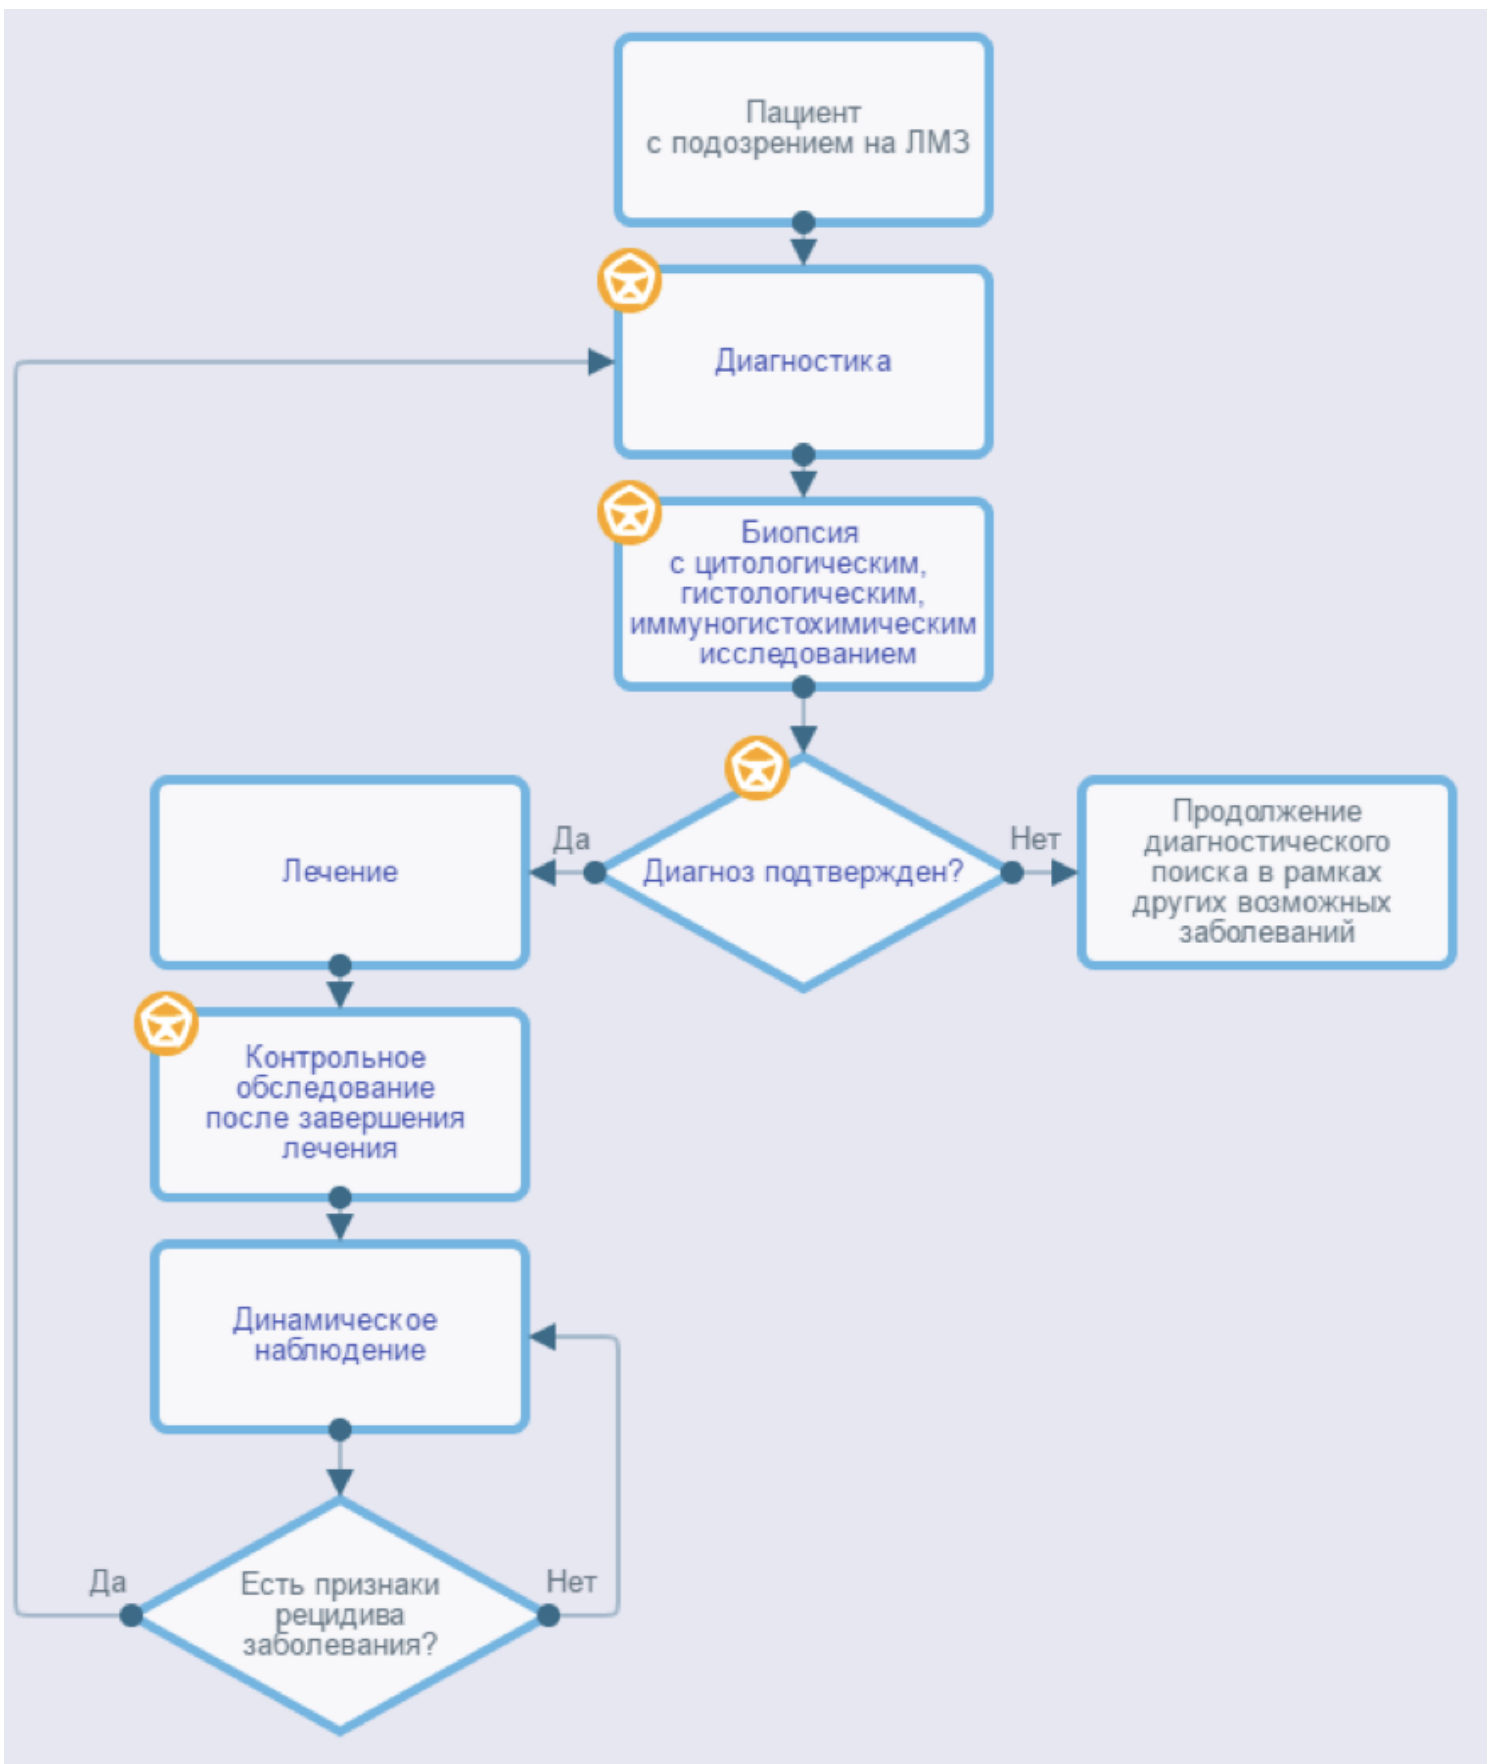 Пациент
с подозрением на ЛМЗ
Диагностика
Биопсия
с цитологическим,
гистологическим,
иммуногистохимическим
исследованием
Да
Диагноз подтвержден?
Нет
Лечение
Продолжение
диагностического
поиска в рамках
других возможных
заболеваний
Контрольное
обследование
после завершения
лечения
Динамическое
наблюдение
Да
Есть признаки
рецидива
заболевания?
Нет